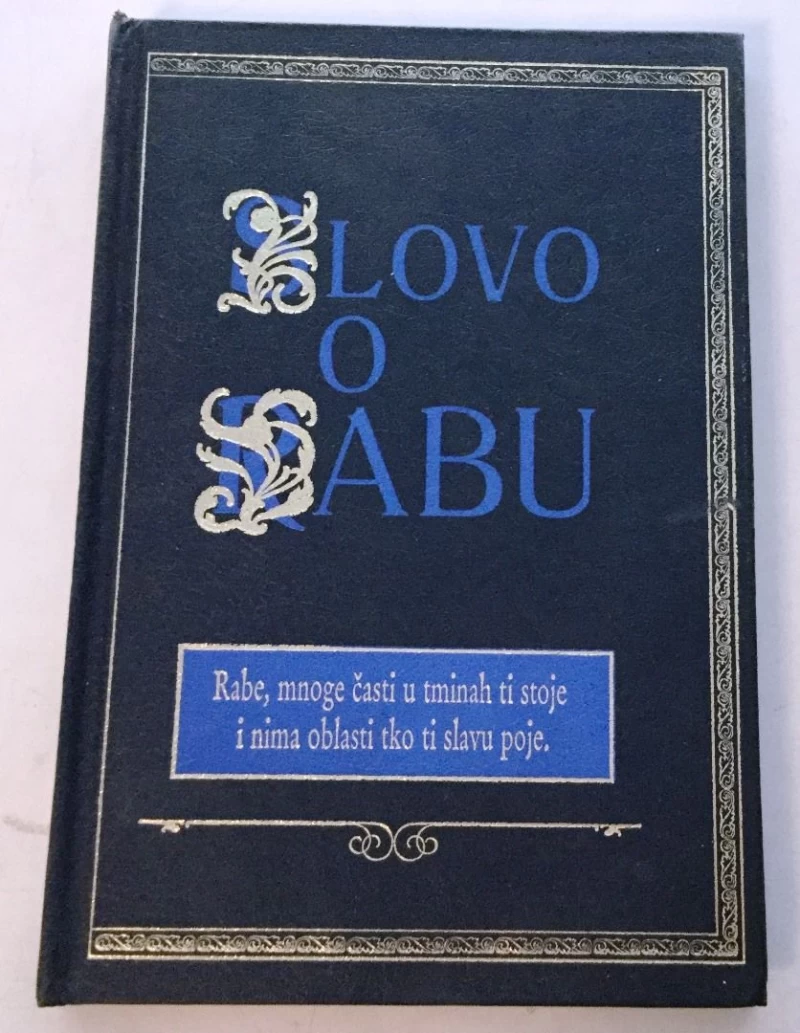 SLOVO
O
RABU
Rabe, mnoge časti u tminah ti stoje
i nima oblasti tko ti slavu poje.